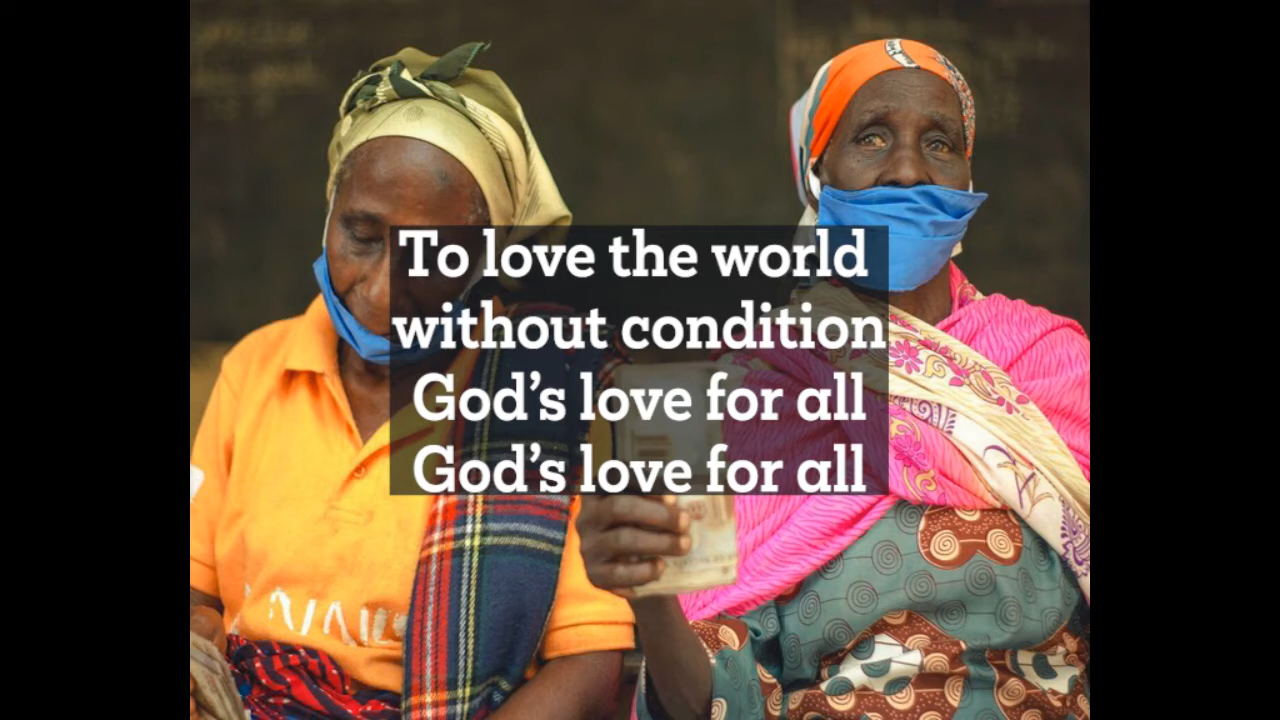 To love the world
without condition
God’s love for all
God’s love for all